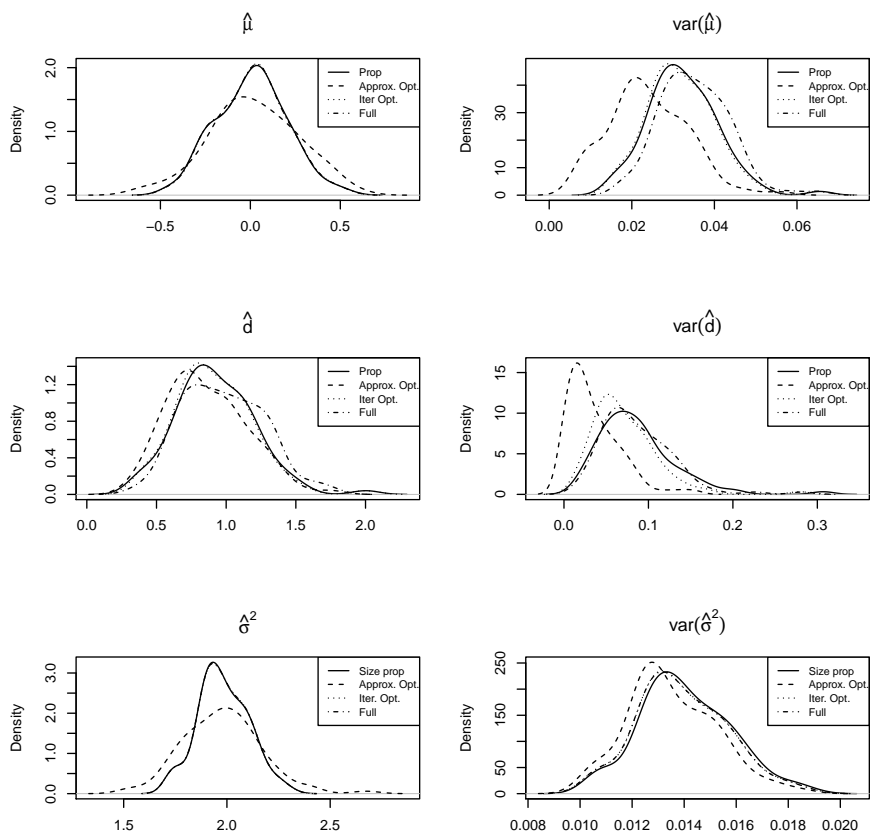 μ̂
var(μ̂)
Density
0.0 1.0 2.0
−0.5 0.0 0.5
Prop
Approx. Opt.
Iter Opt.
Full
0 10 30
0.00 0.02 0.04 0.06
Prop
Approx. Opt.
Iter Opt.
Full
d̂
var(d̂)
Density
0.0 0.4 0.8 1.2
0.0 0.5 1.0 1.5 2.0
Prop
Approx. Opt.
Iter Opt.
Full
Density
0 5 10 15
0.0 0.1 0.2 0.3
Prop
Approx. Opt.
Iter Opt.
Full
σ̂²
var(σ̂²)
Density
0.0 1.0 2.0 3.0
1.5 2.0 2.5
Size prop
Approx. Opt.
Iter. Opt.
Full
Density
0 50 150 250
0.008 0.010 0.012 0.014 0.016 0.018 0.020
Size prop
Approx. Opt.
Iter. Opt.
Full